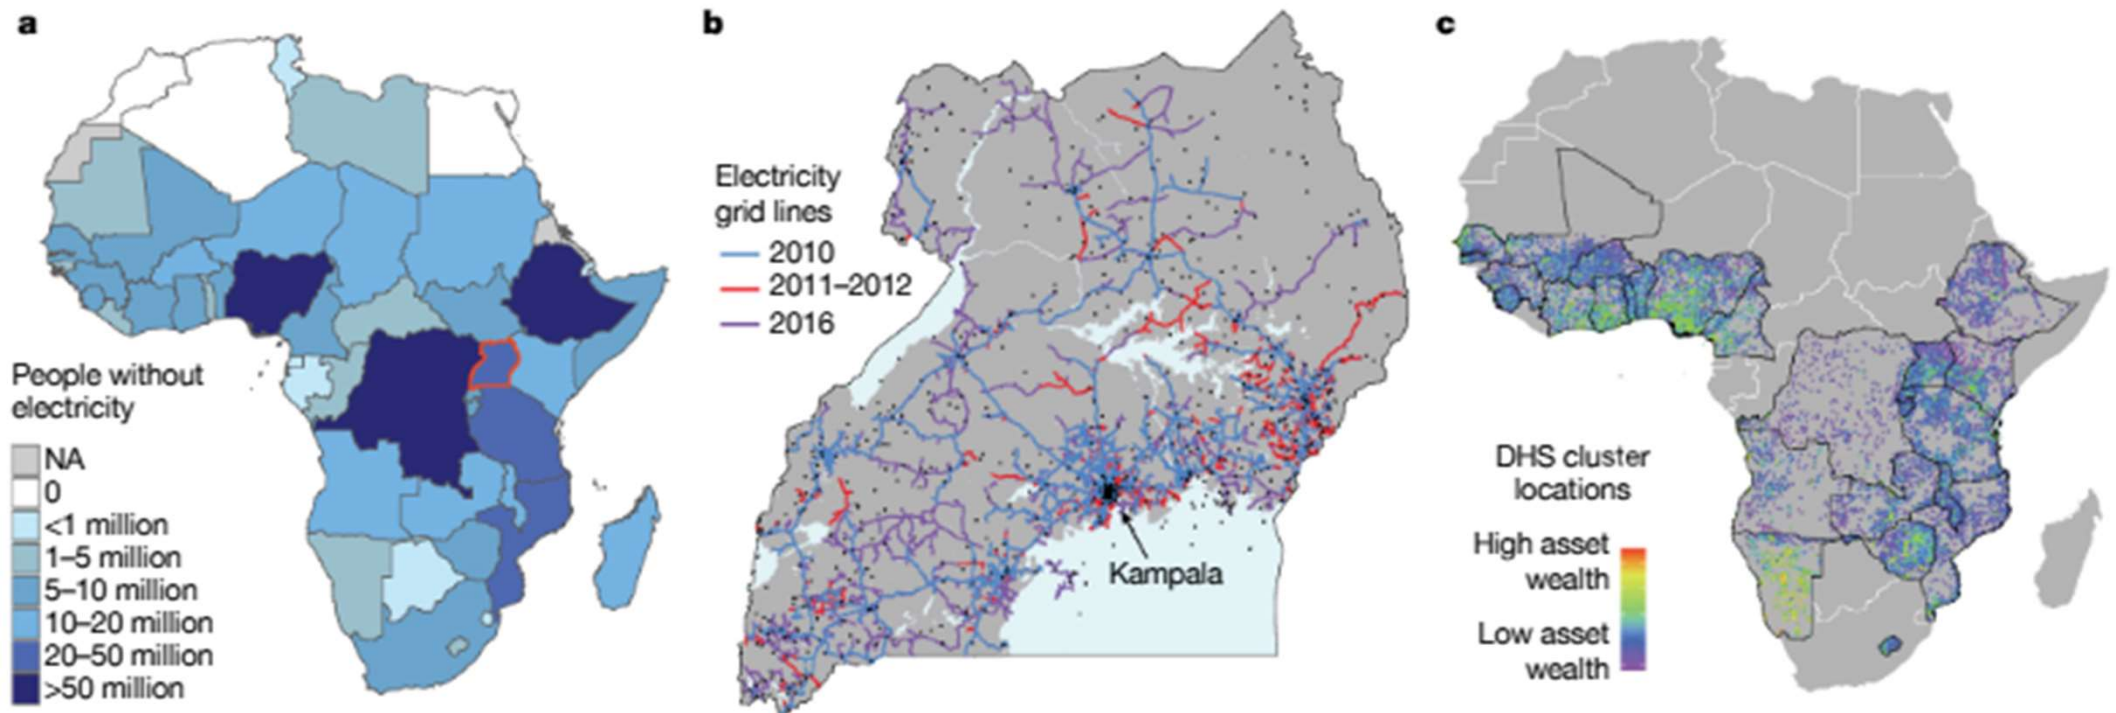 a
People without
electricity
NA
0
<1 million
1–5 million
5–10 million
10–20 million
20–50 million
>50 million
b
Electricity
grid lines
2010
2011–2012
2016
Kampala
c
DHS cluster
locations
High asset
wealth
Low asset
wealth